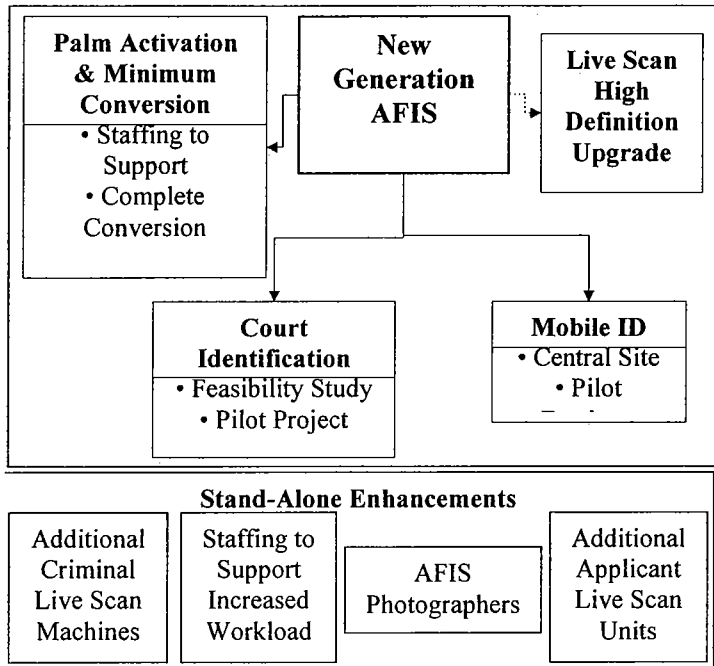 Palm Activation
& Minimum
Conversion
• Staffing to
Support
• Complete
Conversion
New
Generation
AFIS
Live Scan
High
Definition
Upgrade
Court
Identification
• Feasibility Study
• Pilot Project
Mobile ID
• Central Site
• Pilot
Stand-Alone Enhancements
Additional
Criminal
Live Scan
Machines
Staffing to
Support
Increased
Workload
AFIS
Photographers
Additional
Applicant
Live Scan
Units